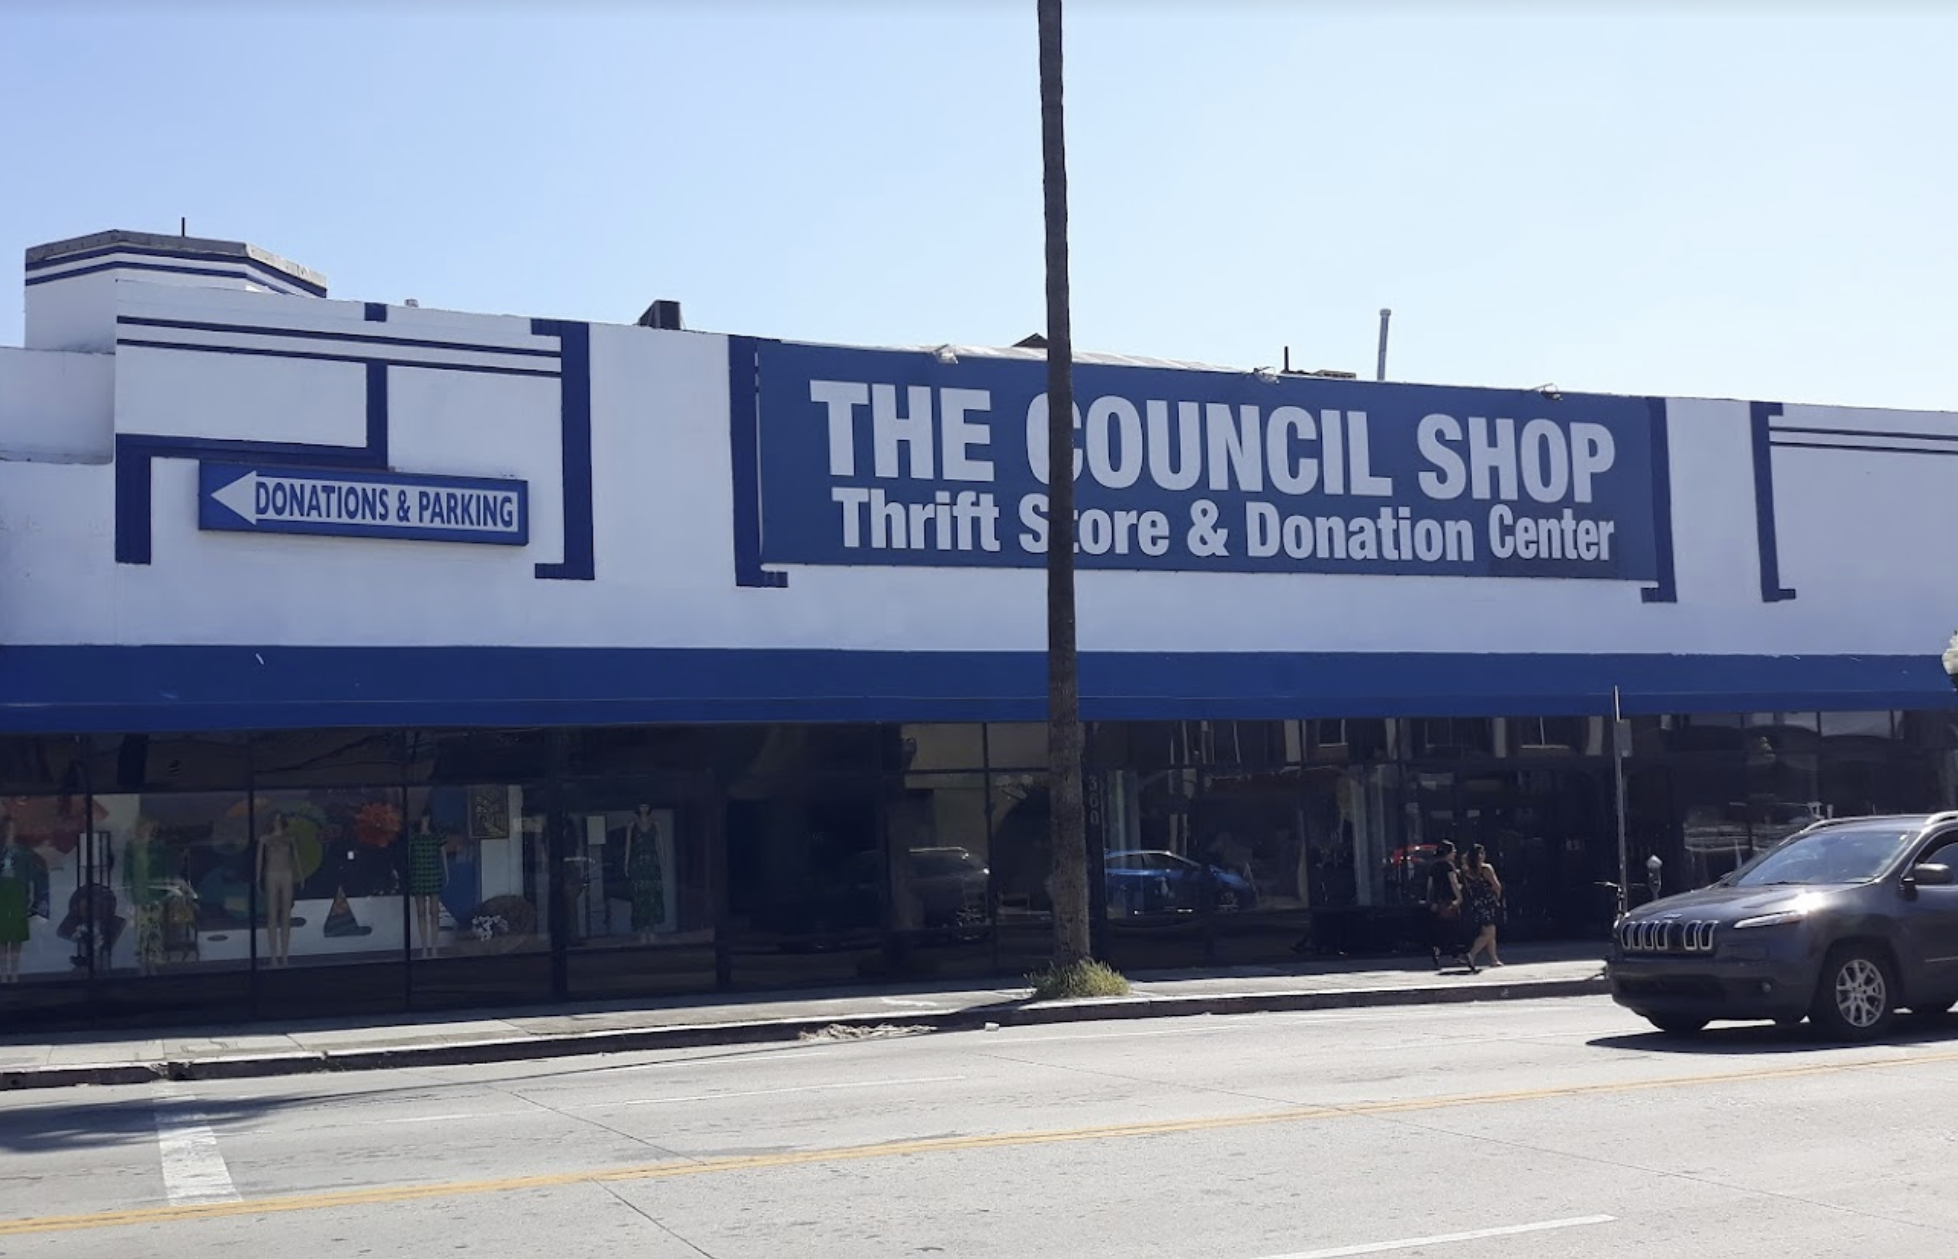 DONATIONS & PARKING
THE COUNCIL SHOP
Thrift Store & Donation Center